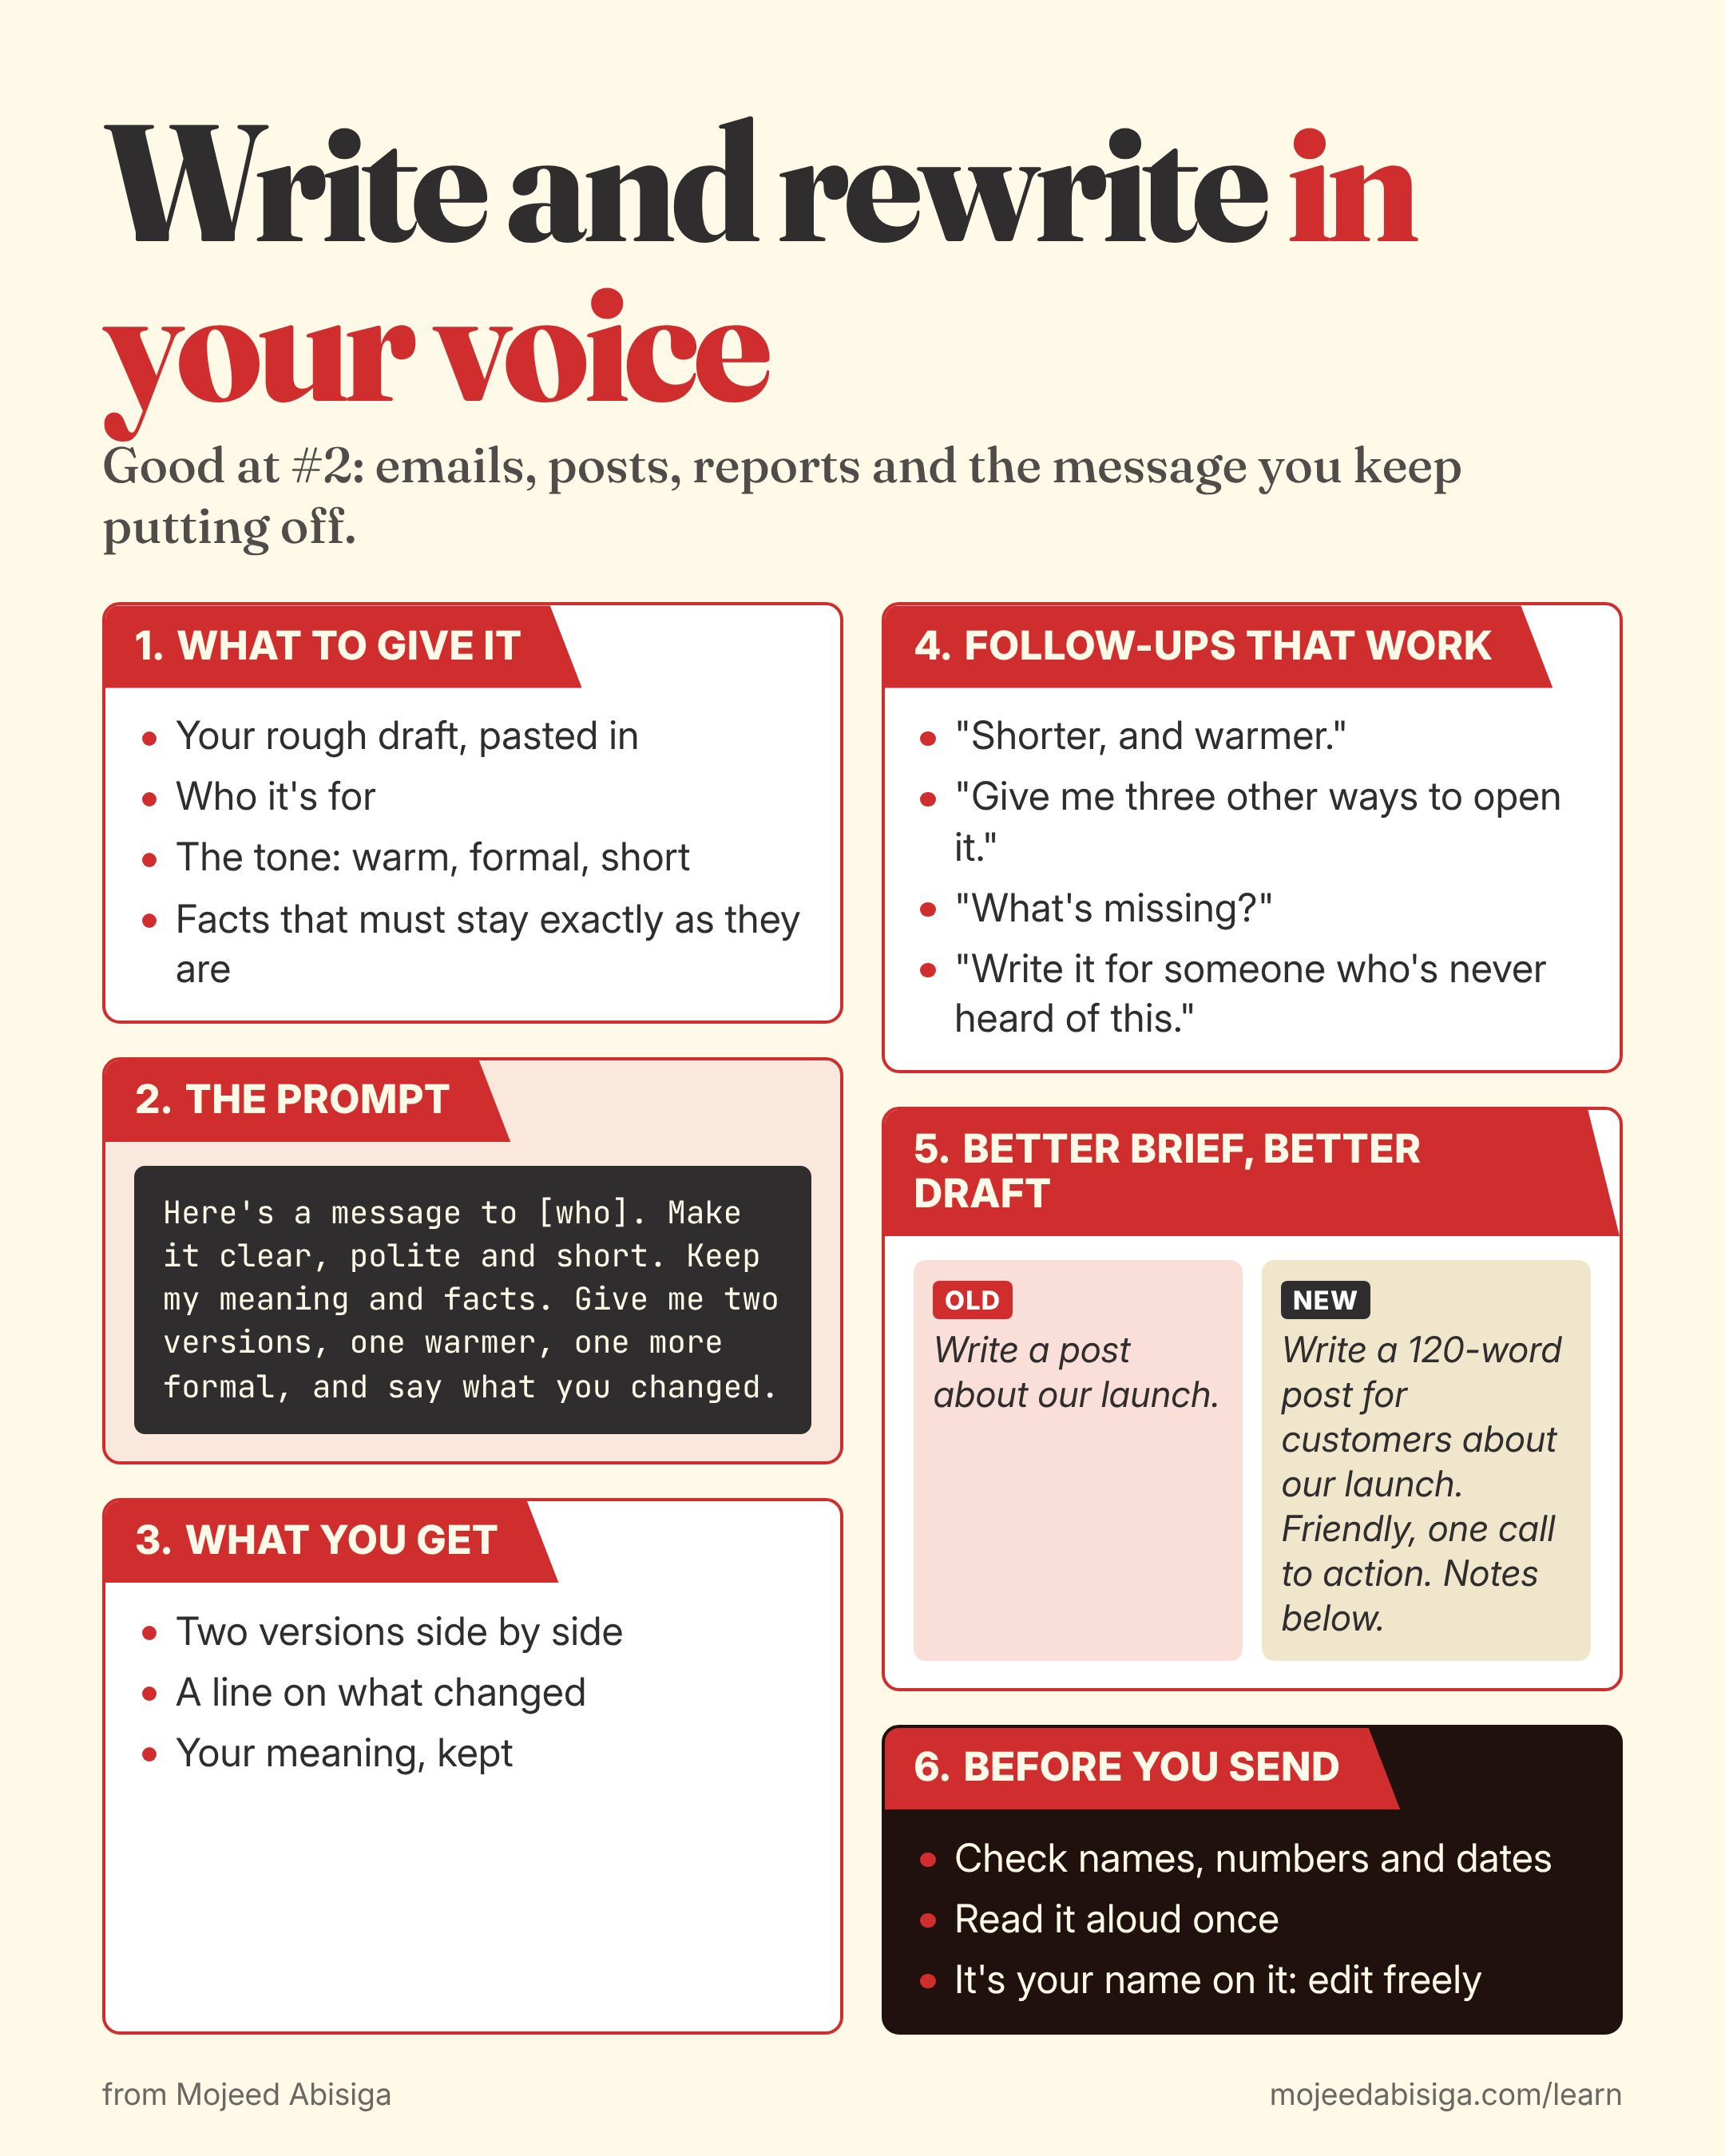 Write and rewrite in
your voice
Good at #2: emails, posts, reports and the message you keep
putting off.
1. WHAT TO GIVE IT
Your rough draft, pasted in
Who it's for
The tone: warm, formal, short
Facts that must stay exactly as they
are
2. THE PROMPT
Here's a message to [who]. Make
it clear, polite and short. Keep
my meaning and facts. Give me two
versions, one warmer, one more
formal, and say what you changed.
3. WHAT YOU GET
Two versions side by side
A line on what changed
Your meaning, kept
4. FOLLOW-UPS THAT WORK
"Shorter, and warmer."
"Give me three other ways to open
it."
"What's missing?"
"Write it for someone who's never
heard of this."
5. BETTER BRIEF, BETTER
DRAFT
OLD
Write a post
about our launch.
NEW
Write a 120-word
post for
customers about
our launch.
Friendly, one call
to action. Notes
below.
6. BEFORE YOU SEND
Check names, numbers and dates
Read it aloud once
It's your name on it: edit freely
from Mojeed Abisiga
mojeedabisiga.com/learn